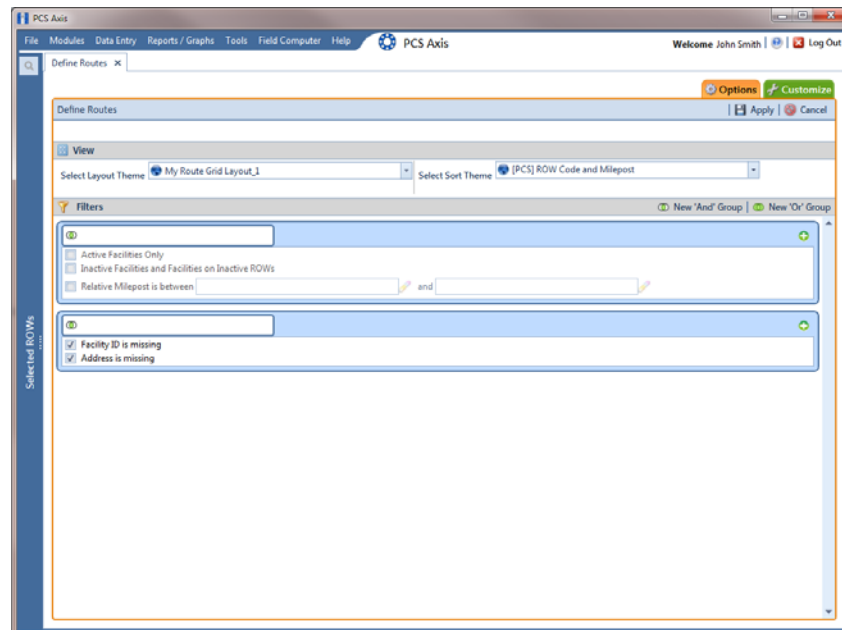 PCS Axis
File Modules Data Entry Reports / Graphs Tools Field Computer Help PCS Axis Welcome John Smith | | Log Out
Define Routes
Options Customize
Define Routes | Apply | Cancel
View
Select Layout Theme My Route Grid Layout_1 Select Sort Theme [PCS] ROW Code and Milepost
Filters New 'And' Group | New 'Or' Group
Active Facilities Only
Inactive Facilities and Facilities on Inactive ROWs
Relative Milepost is between and
Facility ID is missing
Address is missing
Selected ROWs